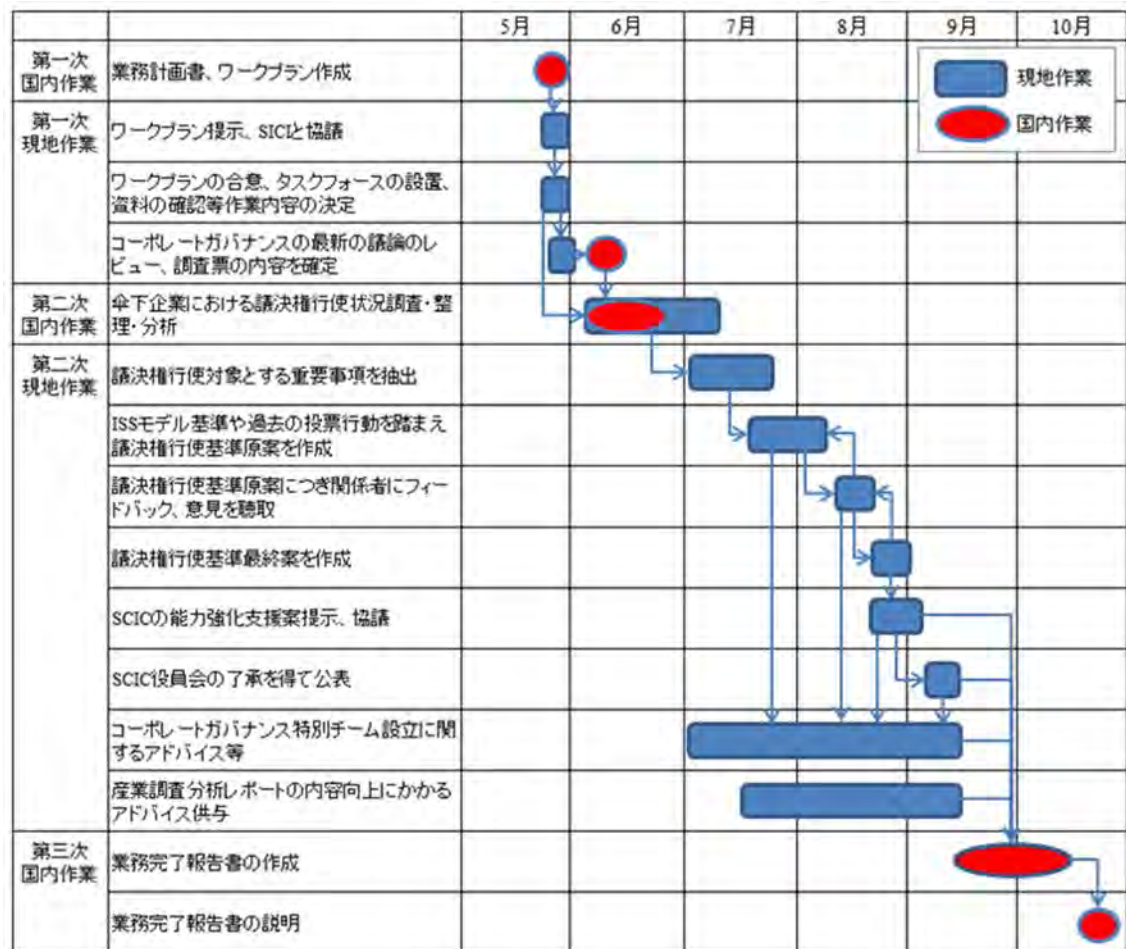 5月 6月 7月 8月 9月 10月
現地作業
国内作業
第一次
国内作業
業務計画書、ワークプラン作成
第一次
現地作業
ワークプラン提示、SICIと協議
ワークプランの合意、タスクフォースの設置、
資料の確認等作業内容の決定
コーポレートガバナンスの最新の議論のレ
ビュー、調査票の内容を確定
第二次
国内作業
傘下企業における議決権行使状況調査・整
理・分析
第二次
現地作業
議決権行使対象とする重要事項を抽出
ISSモデル基準や過去の投票行動を踏まえ
議決権行使基準原案を作成
議決権行使基準原案につき関係者にフィー
ドバック、意見を聴取
議決権行使基準最終案を作成
SCICの能力強化支援案提示、協議
SCIC役員会の了承を得て公表
コーポレートガバナンス特別チーム設立に関
するアドバイス等
産業調査分析レポートの内容向上にかかる
アドバイス供与
第三次
国内作業
業務完了報告書の作成
業務完了報告書の説明